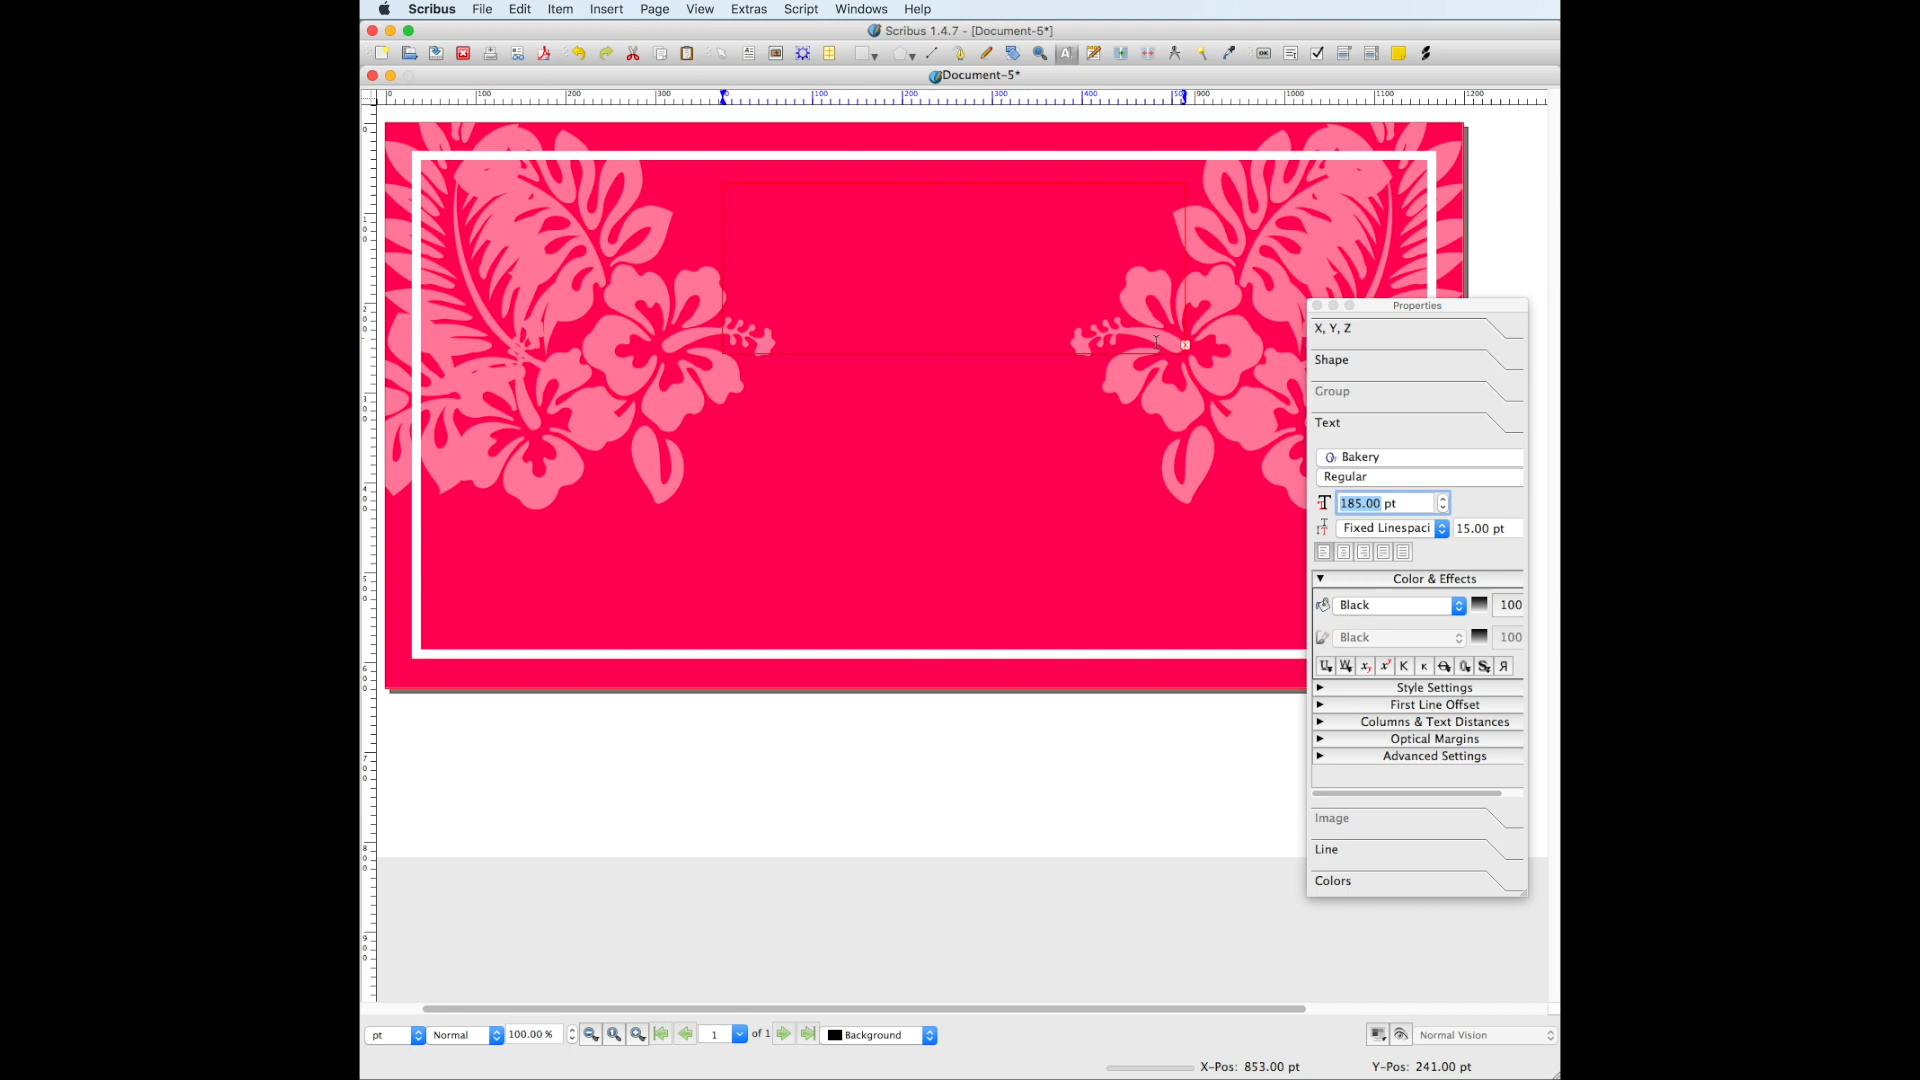 Scribus File Edit Item Insert Page View Extras Script Windows Help
Scribus 1.4.7 - [Document-5*]
Document-5*
Properties
X, Y, Z
Shape
Group
Text
Bakery
Regular
185.00 pt
Fixed Linespaci 15.00 pt
Color & Effects
Black 100
Black 100
Style Settings
First Line Offset
Columns & Text Distances
Optical Margins
Advanced Settings
Image
Line
Colors
pt Normal 100.00 % 1 of 1 Background Normal Vision
X-Pos: 853.00 pt Y-Pos: 241.00 pt